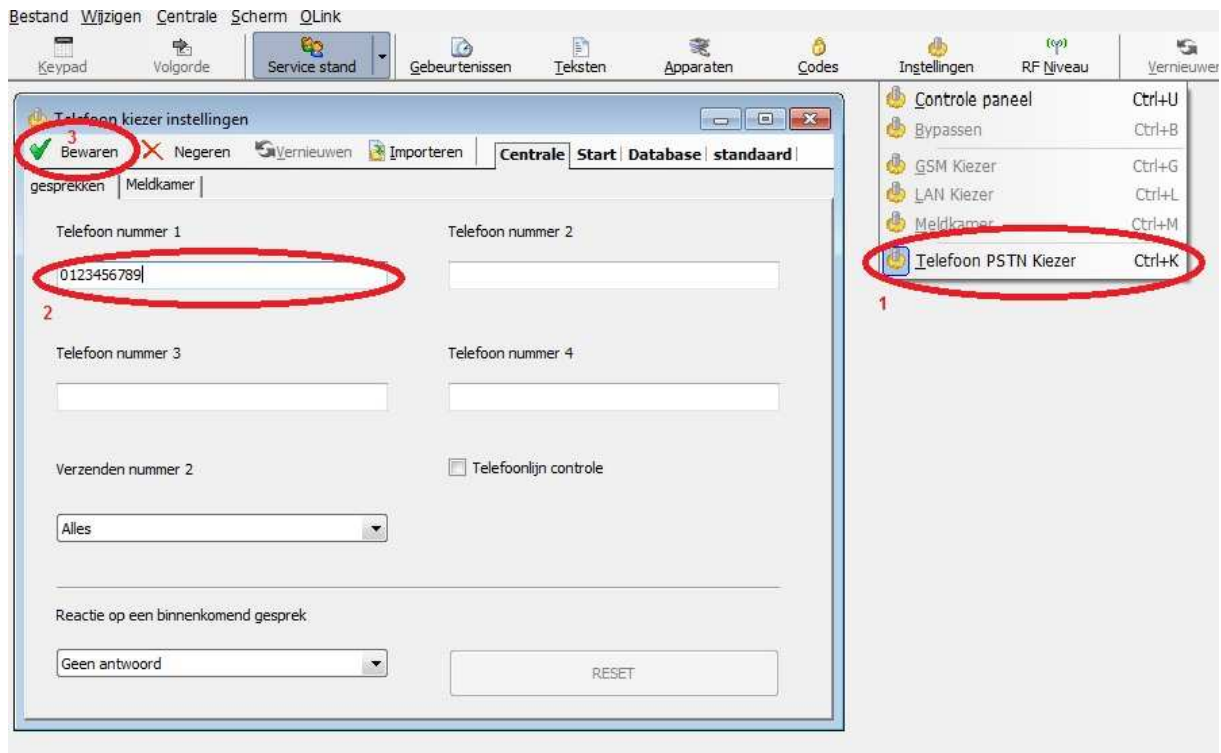 Bestand Wijzigen Centrale Scherm QLink
Keypad Volgorde Service stand Gebeurtenissen Teksten Apparaten Codes Instellingen RF Niveau Vernieuwen
Controle paneel Ctrl+U
Bypassen Ctrl+B
GSM Kiezer Ctrl+G
LAN Kiezer Ctrl+L
Meldkamer Ctrl+M
Telefoon PSTN Kiezer Ctrl+K
1
Telefoon kiezer instellingen
3
Bewaren Negeren Vernieuwen Importeren Centrale Start Database standaard
gesprekken Meldkamer
Telefoon nummer 1 Telefoon nummer 2
0123456789
2
Telefoon nummer 3 Telefoon nummer 4
Verzenden nummer 2 Telefoonlijn controle
Alles
Reactie op een binnenkomend gesprek
Geen antwoord RESET